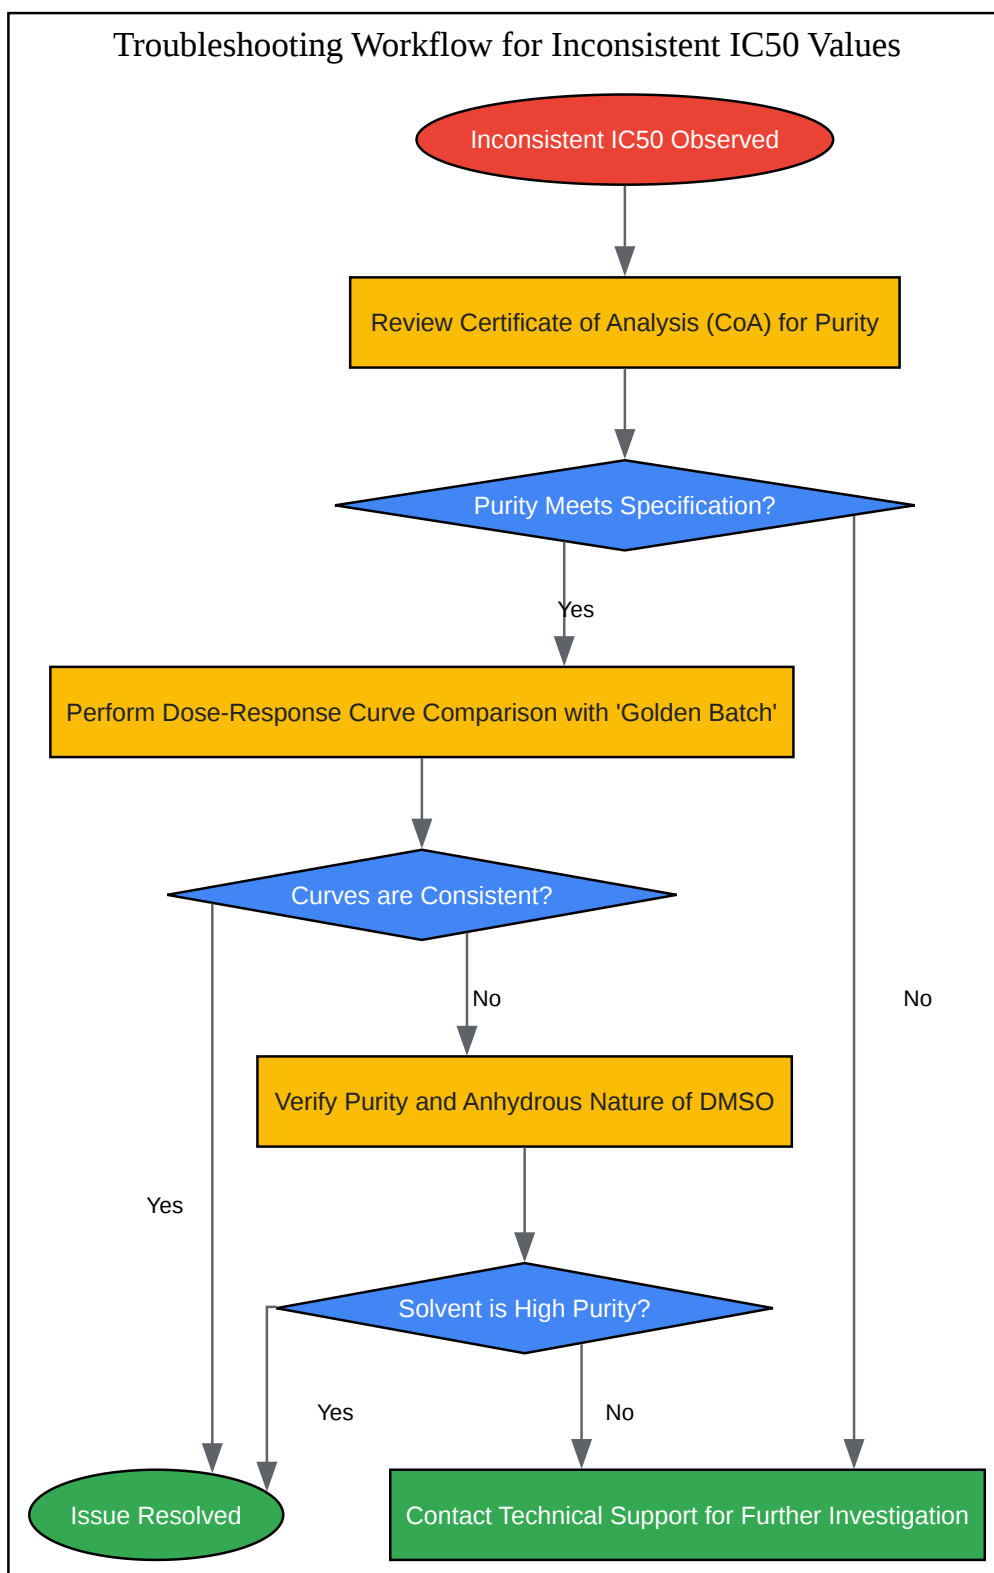 Troubleshooting Workflow for Inconsistent IC50 Values
Inconsistent IC50 Observed
Review Certificate of Analysis (CoA) for Purity
Purity Meets Specification?
Yes
Perform Dose-Response Curve Comparison with 'Golden Batch'
Curves are Consistent?
No
No
Verify Purity and Anhydrous Nature of DMSO
Yes
Solvent is High Purity?
Yes
No
Issue Resolved
Contact Technical Support for Further Investigation